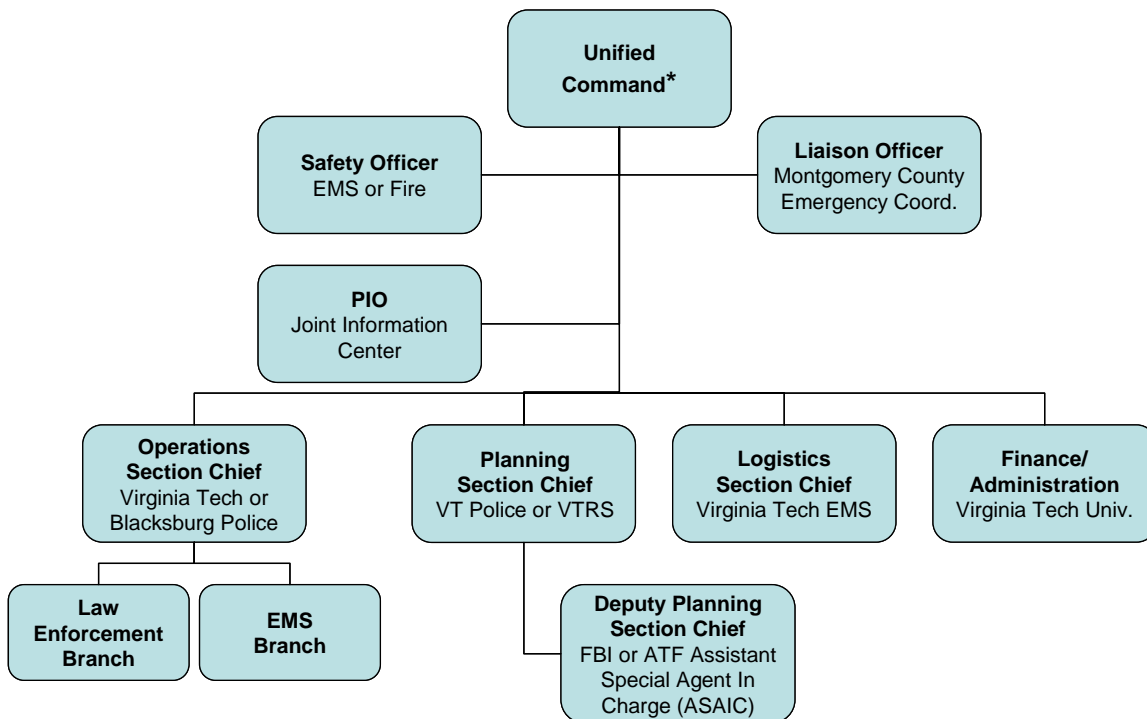 Unified
Command*
Safety Officer
EMS or Fire
Liaison Officer
Montgomery County
Emergency Coord.
PIO
Joint Information
Center
Operations
Section Chief
Virginia Tech or
Blacksburg Police
Planning
Section Chief
VT Police or VTRS
Logistics
Section Chief
Virginia Tech EMS
Finance/
Administration
Virginia Tech Univ.
Law
Enforcement
Branch
EMS
Branch
Deputy Planning
Section Chief
FBI or ATF Assistant
Special Agent In
Charge (ASAIC)